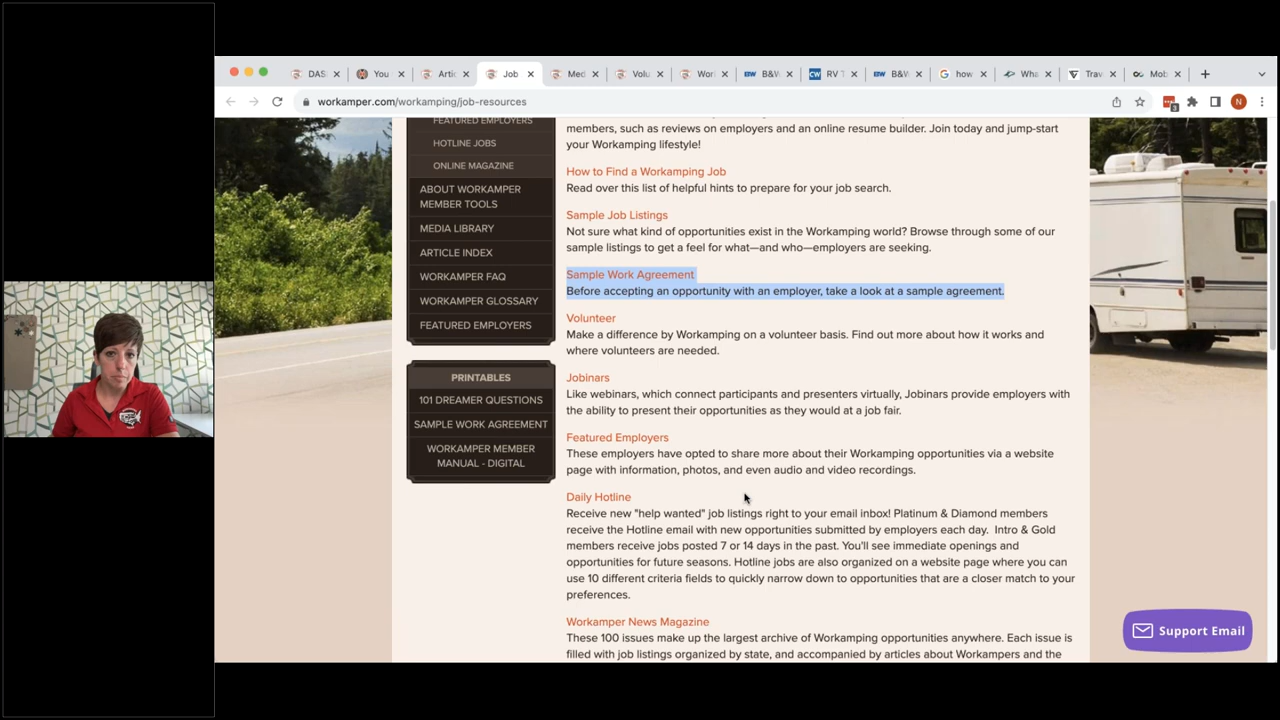 DAS
You
Artic
Job
Med
Volu
Worl
B&W
RV T
B&W
how
Wha
Trav
Mob
workamper.com/workamping/job-resources
N
FEATURED EMPLOYERS
HOTLINE JOBS
ONLINE MAGAZINE
ABOUT WORKAMPER
MEMBER TOOLS
MEDIA LIBRARY
ARTICLE INDEX
WORKAMPER FAQ
WORKAMPER GLOSSARY
FEATURED EMPLOYERS
PRINTABLES
101 DREAMER QUESTIONS
SAMPLE WORK AGREEMENT
WORKAMPER MEMBER
MANUAL - DIGITAL
members, such as reviews on employers and an online resume builder. Join today and jump-start
your Workamping lifestyle!
How to Find a Workamping Job
Read over this list of helpful hints to prepare for your job search.
Sample Job Listings
Not sure what kind of opportunities exist in the Workamping world? Browse through some of our
sample listings to get a feel for what—and who—employers are seeking.
Sample Work Agreement
Before accepting an opportunity with an employer, take a look at a sample agreement.
Volunteer
Make a difference by Workamping on a volunteer basis. Find out more about how it works and
where volunteers are needed.
Jobinars
Like webinars, which connect participants and presenters virtually, Jobinars provide employers with
the ability to present their opportunities as they would at a job fair.
Featured Employers
These employers have opted to share more about their Workamping opportunities via a website
page with information, photos, and even audio and video recordings.
Daily Hotline
Receive new "help wanted" job listings right to your email inbox! Platinum & Diamond members
receive the Hotline email with new opportunities submitted by employers each day. Intro & Gold
members receive jobs posted 7 or 14 days in the past. You'll see immediate openings and
opportunities for future seasons. Hotline jobs are also organized on a website page where you can
use 10 different criteria fields to quickly narrow down to opportunities that are a closer match to your
preferences.
Workamper News Magazine
These 100 issues make up the largest archive of Workamping opportunities anywhere. Each issue is
filled with job listings organized by state, and accompanied by articles about Workampers and the
Support Email